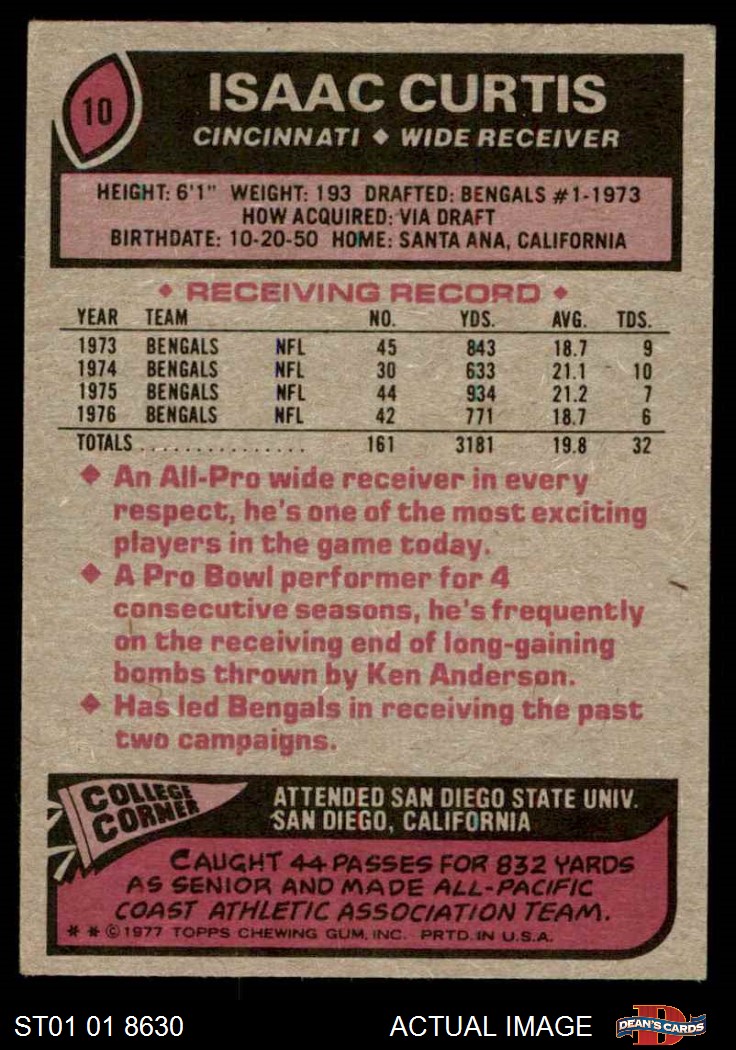 10
ISAAC CURTIS
CINCINNATI ◆ WIDE RECEIVER
HEIGHT: 6'1" WEIGHT: 193 DRAFTED: BENGALS #1-1973
HOW ACQUIRED: VIA DRAFT
BIRTHDATE: 10-20-50 HOME: SANTA ANA, CALIFORNIA
◆ RECEIVING RECORD ◆
YEAR TEAM NO. YDS. AVG. TDS.
1973 BENGALS NFL 45 843 18.7 9
1974 BENGALS NFL 30 633 21.1 10
1975 BENGALS NFL 44 934 21.2 7
1976 BENGALS NFL 42 771 18.7 6
TOTALS ................ 161 3181 19.8 32
◆ An All-Pro wide receiver in every
respect, he's one of the most exciting
players in the game today.
◆ A Pro Bowl performer for 4
consecutive seasons, he's frequently
on the receiving end of long-gaining
bombs thrown by Ken Anderson.
◆ Has led Bengals in receiving the past
two campaigns.
COLLEGE
CORNER
ATTENDED SAN DIEGO STATE UNIV.
SAN DIEGO, CALIFORNIA
CAUGHT 44 PASSES FOR 832 YARDS
AS SENIOR AND MADE ALL-PACIFIC
COAST ATHLETIC ASSOCIATION TEAM.
* * ©1977 TOPPS CHEWING GUM, INC. PRTD. IN U.S.A.
ST01 01 8630 ACTUAL IMAGE
D
DEAN'S CARDS